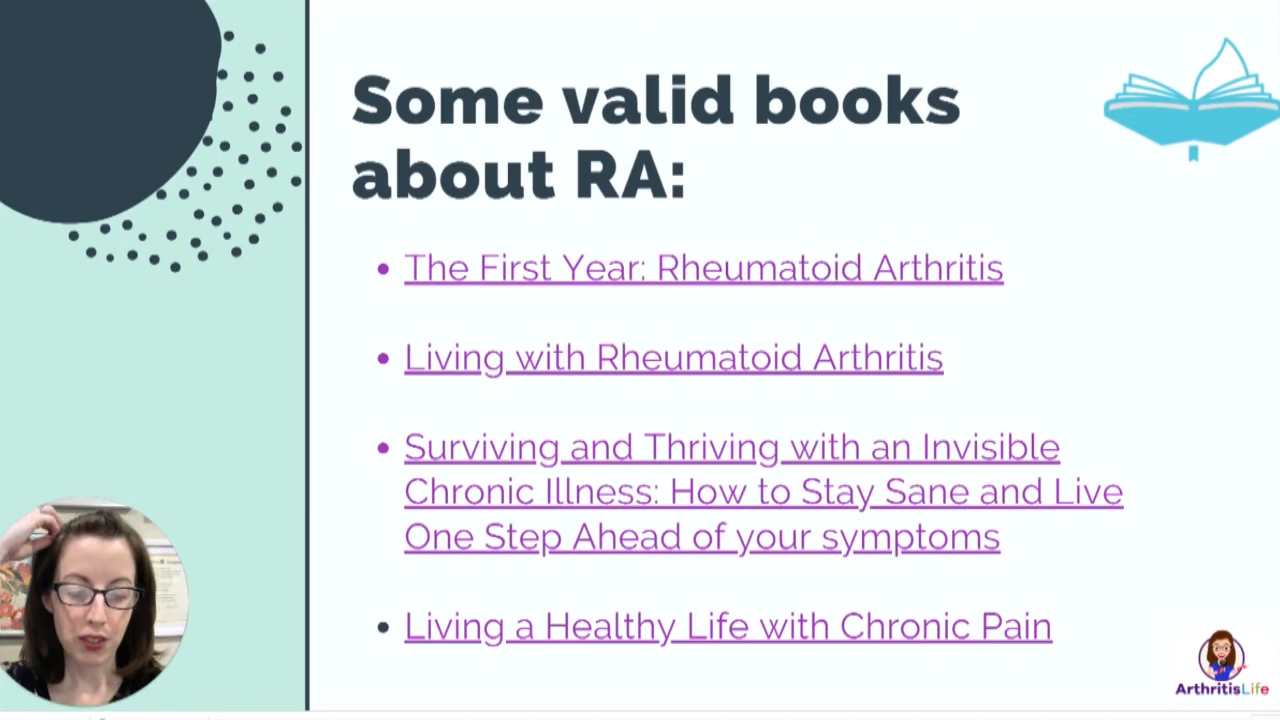 Some valid books
about RA:
• The First Year: Rheumatoid Arthritis
• Living with Rheumatoid Arthritis
• Surviving and Thriving with an Invisible
Chronic Illness: How to Stay Sane and Live
One Step Ahead of your symptoms
• Living a Healthy Life with Chronic Pain
ArthritisLife